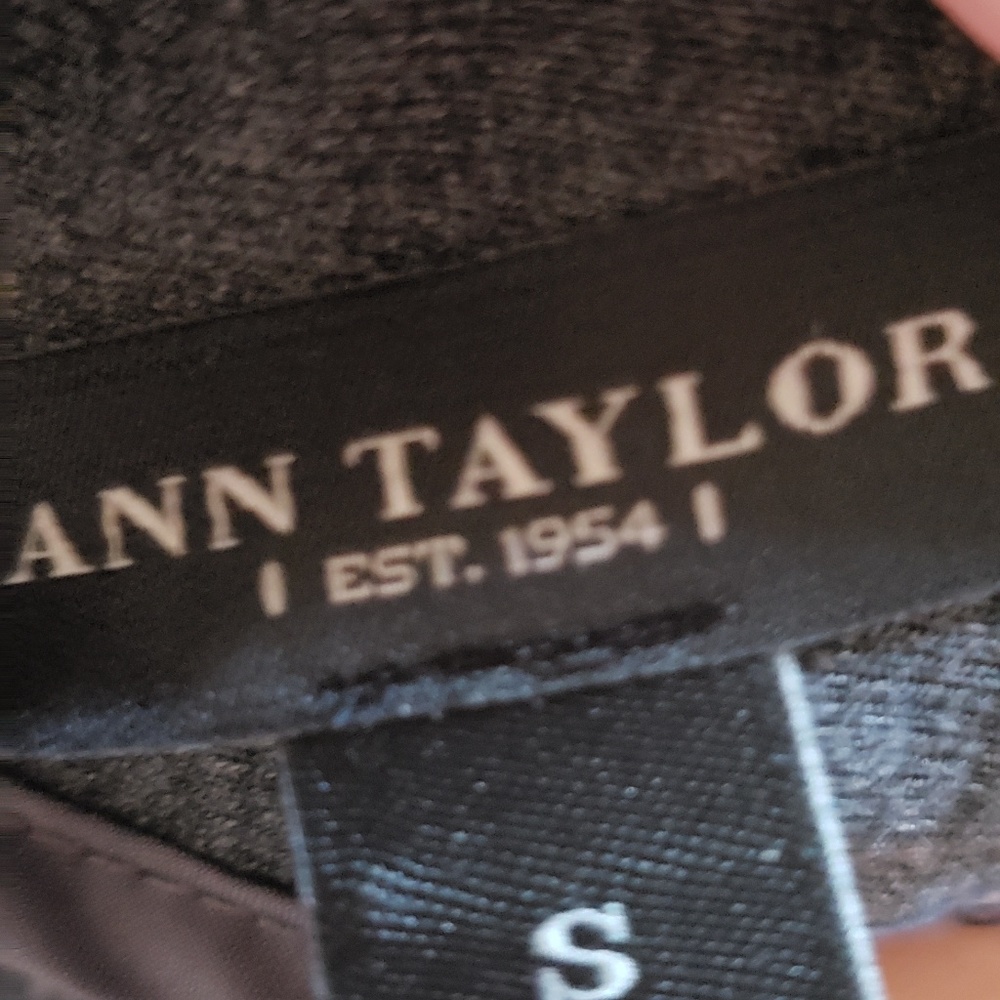 ANN TAYLOR
| EST. 1954 |
S